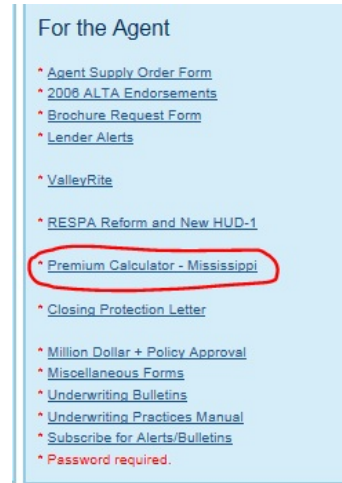 For the Agent
* Agent Supply Order Form
* 2006 ALTA Endorsements
* Brochure Request Form
* Lender Alerts
* ValleyRite
* RESPA Reform and New HUD-1
* Premium Calculator - Mississippi
* Closing Protection Letter
* Million Dollar + Policy Approval
* Miscellaneous Forms
* Underwriting Bulletins
* Underwriting Practices Manual
* Subscribe for Alerts/Bulletins
* Password required.